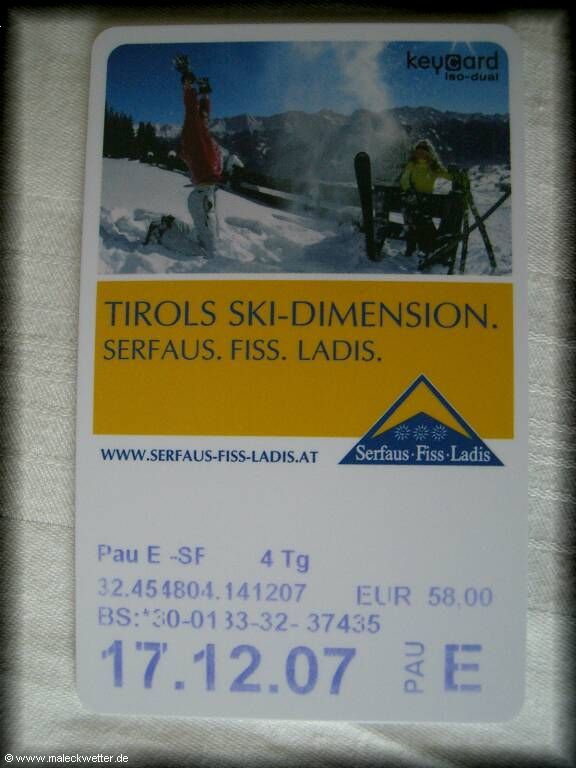 keycard
iso-dual
TIROLS SKI-DIMENSION.
SERFAUS. FISS. LADIS.
WWW.SERFAUS-FISS-LADIS.AT
Serfaus·Fiss·Ladis
Pau E -SF 4 Tg
32.454804.141207 EUR 58.00
BS:*30-0133-32- 37435
17.12.07 PAU E
© www.maleckwetter.de